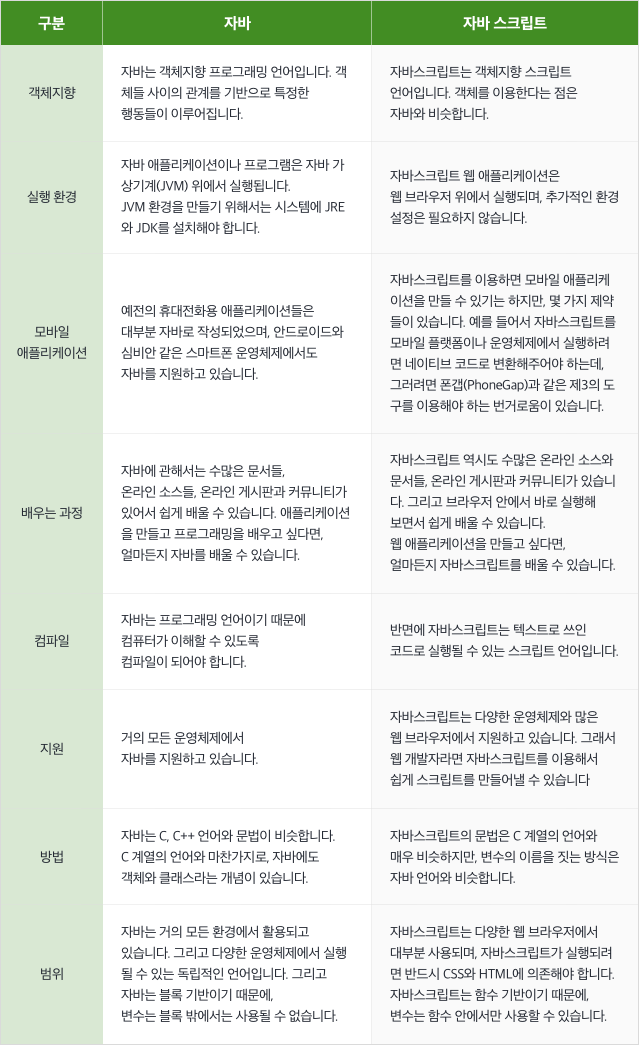 구분
자바
자바 스크립트
객체지향
자바는 객체지향 프로그래밍 언어입니다. 객
체들 사이의 관계를 기반으로 특정한
행동들이 이루어집니다.
자바스크립트는 객체지향 스크립트
언어입니다. 객체를 이용한다는 점은
자바와 비슷합니다.
실행 환경
자바 애플리케이션이나 프로그램은 자바 가
상기계(JVM) 위에서 실행됩니다.
JVM 환경을 만들기 위해서는 시스템에 JRE
와 JDK를 설치해야 합니다.
자바스크립트 웹 애플리케이션은
웹 브라우저 위에서 실행되며, 추가적인 환경
설정은 필요하지 않습니다.
모바일
애플리케이션
예전의 휴대전화용 애플리케이션들은
대부분 자바로 작성되었으며, 안드로이드와
심비안 같은 스마트폰 운영체제에서도
자바를 지원하고 있습니다.
자바스크립트를 이용하면 모바일 애플리케
이션을 만들 수 있기는 하지만, 몇 가지 제약
들이 있습니다. 예를 들어서 자바스크립트를
모바일 플랫폼이나 운영체제에서 실행하려
면 네이티브 코드로 변환해주어야 하는데,
그러려면 폰갭(PhoneGap)과 같은 제3의 도
구를 이용해야 하는 번거로움이 있습니다.
배우는 과정
자바에 관해서는 수많은 문서들,
온라인 소스들, 온라인 게시판과 커뮤니티가
있어서 쉽게 배울 수 있습니다. 애플리케이션
을 만들고 프로그래밍을 배우고 싶다면,
얼마든지 자바를 배울 수 있습니다.
자바스크립트 역시도 수많은 온라인 소스와
문서들, 온라인 게시판과 커뮤니티가 있습니
다. 그리고 브라우저 안에서 바로 실행해
보면서 쉽게 배울 수 있습니다.
웹 애플리케이션을 만들고 싶다면,
얼마든지 자바스크립트를 배울 수 있습니다.
컴파일
자바는 프로그래밍 언어이기 때문에
컴퓨터가 이해할 수 있도록
컴파일이 되어야 합니다.
반면에 자바스크립트는 텍스트로 쓰인
코드로 실행될 수 있는 스크립트 언어입니다.
지원
거의 모든 운영체제에서
자바를 지원하고 있습니다.
자바스크립트는 다양한 운영체제와 많은
웹 브라우저에서 지원하고 있습니다. 그래서
웹 개발자라면 자바스크립트를 이용해서
쉽게 스크립트를 만들어낼 수 있습니다
방법
자바는 C, C++ 언어와 문법이 비슷합니다.
C 계열의 언어와 마찬가지로, 자바에도
객체와 클래스라는 개념이 있습니다.
자바스크립트의 문법은 C 계열의 언어와
매우 비슷하지만, 변수의 이름을 짓는 방식은
자바 언어와 비슷합니다.
범위
자바는 거의 모든 환경에서 활용되고
있습니다. 그리고 다양한 운영체제에서 실행
될 수 있는 독립적인 언어입니다. 그리고
자바는 블록 기반이기 때문에,
변수는 블록 밖에서는 사용될 수 없습니다.
자바스크립트는 다양한 웹 브라우저에서
대부분 사용되며, 자바스크립트가 실행되려
면 반드시 CSS와 HTML에 의존해야 합니다.
자바스크립트는 함수 기반이기 때문에,
변수는 함수 안에서만 사용할 수 있습니다.